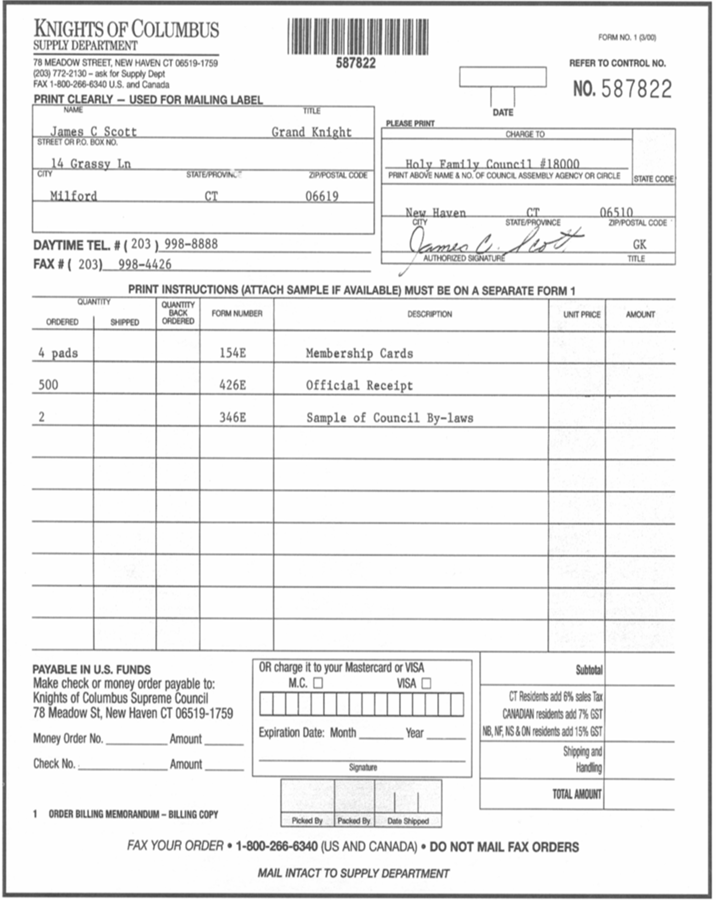 KNIGHTS OF COLUMBUS
SUPPLY DEPARTMENT
78 MEADOW STREET, NEW HAVEN CT 06519-1759
(203) 772-2130 – ask for Supply Dept
FAX 1-800-266-6340 U.S. and Canada
587822
FORM NO. 1 (3/00)
REFER TO CONTROL NO.
NO. 587822
DATE
PRINT CLEARLY – USED FOR MAILING LABEL
NAME TITLE
James C Scott Grand Knight
STREET OR P.O. BOX NO.
14 Grassy Ln
CITY STATE/PROVINCE ZIP/POSTAL CODE
Milford CT 06619
DAYTIME TEL. # ( 203 ) 998-8888
FAX # ( 203) 998-4426
PLEASE PRINT
CHARGE TO
Holy Family Council #18000
PRINT ABOVE NAME & NO. OF COUNCIL ASSEMBLY AGENCY OR CIRCLE STATE CODE
New Haven CT 06510
CITY STATE/PROVINCE ZIP/POSTAL CODE
James C. Scott GK
AUTHORIZED SIGNATURE TITLE
PRINT INSTRUCTIONS (ATTACH SAMPLE IF AVAILABLE) MUST BE ON A SEPARATE FORM 1
QUANTITY
ORDERED SHIPPED QUANTITY BACK ORDERED FORM NUMBER DESCRIPTION UNIT PRICE AMOUNT
4 pads 154E Membership Cards
500 426E Official Receipt
2 346E Sample of Council By-laws
PAYABLE IN U.S. FUNDS
Make check or money order payable to:
Knights of Columbus Supreme Council
78 Meadow St, New Haven CT 06519-1759
Money Order No. Amount
Check No. Amount
1 ORDER BILLING MEMORANDUM – BILLING COPY
OR charge it to your Mastercard or VISA
M.C. VISA
Expiration Date: Month Year
Signature
Picked By Packed By Date Shipped
Subtotal
CT Residents add 6% sales Tax
CANADIAN residents add 7% GST
NB, NF, NS & ON residents add 15% GST
Shipping and
Handling
TOTAL AMOUNT
FAX YOUR ORDER • 1-800-266-6340 (US AND CANADA) • DO NOT MAIL FAX ORDERS
MAIL INTACT TO SUPPLY DEPARTMENT